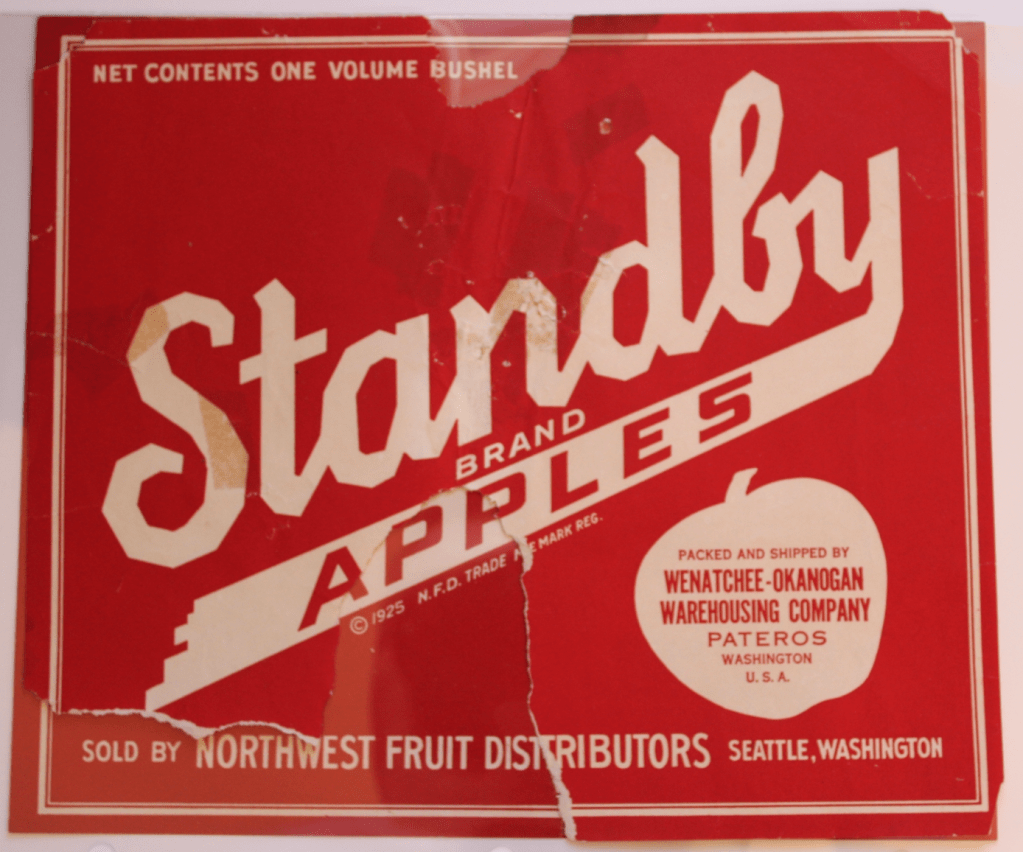 NET CONTENTS ONE VOLUME BUSHEL
Standby
BRAND
APPLES
© 1925 N.F.D. TRADE MARK REG.
PACKED AND SHIPPED BY
WENATCHEE-OKANOGAN
WAREHOUSING COMPANY
PATEROS
WASHINGTON
U. S. A.
SOLD BY NORTHWEST FRUIT DISTRIBUTORS SEATTLE, WASHINGTON